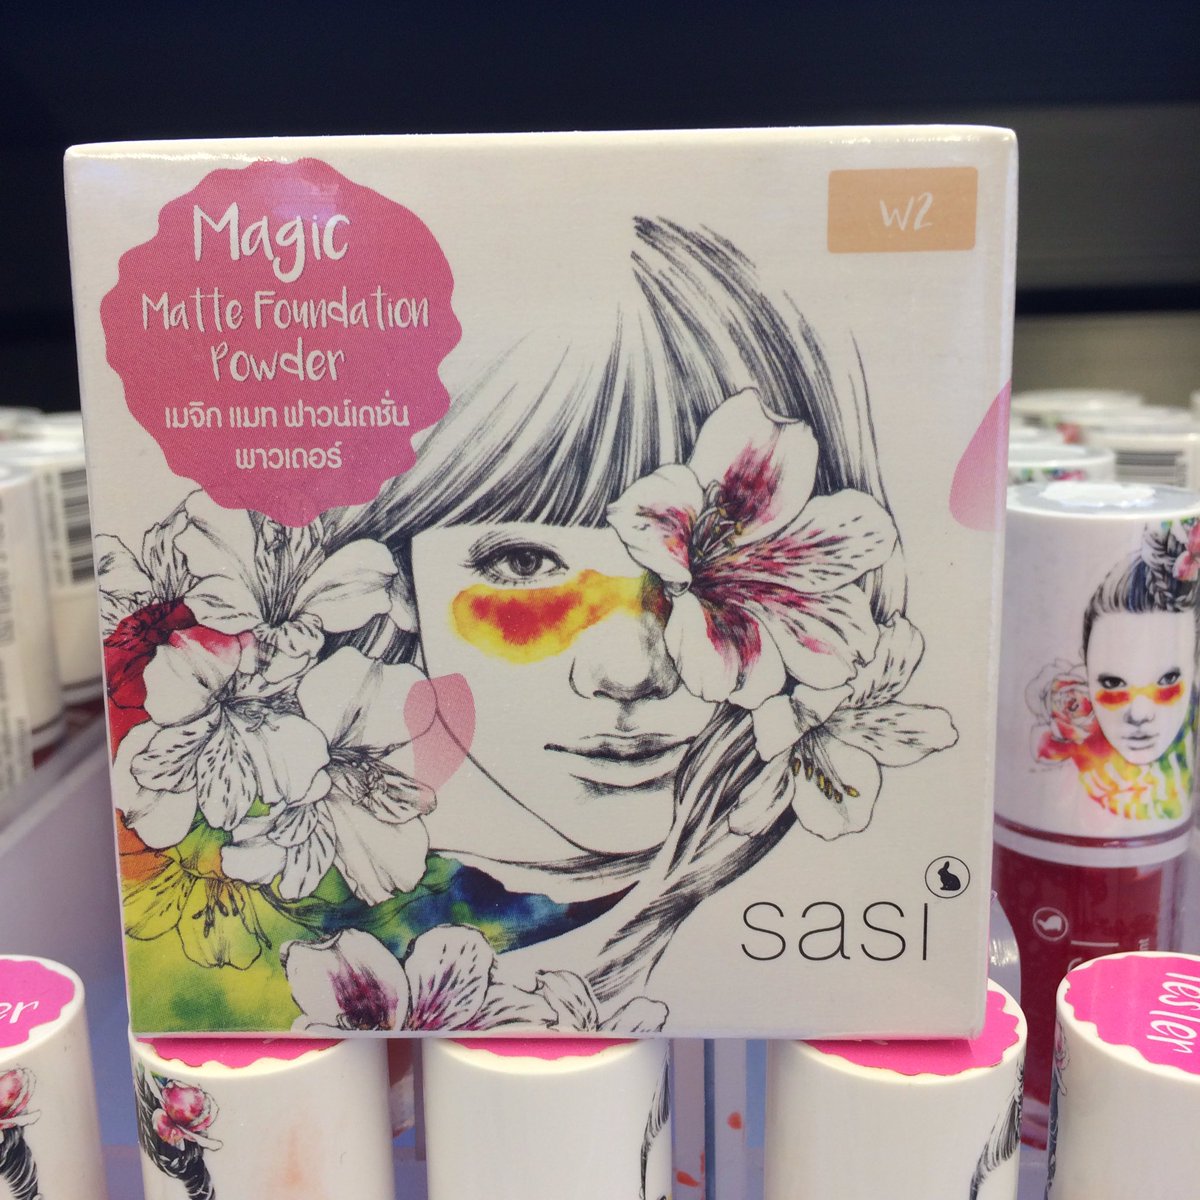 Magic
Matte Foundation
Powder
เมจิก แมท ฟาวน์เดชั่น
พาวเดอร์
W2
sasi
Tester